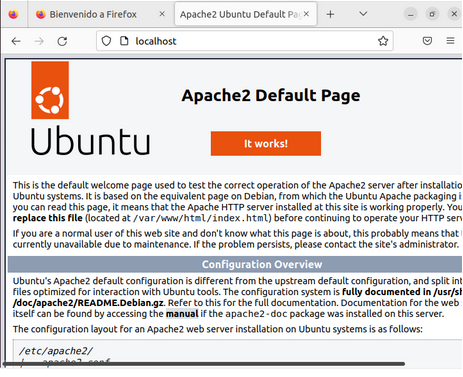 Bienvenido a Firefox
Apache2 Ubuntu Default Pag
localhost
Apache2 Default Page
Ubuntu
It works!
This is the default welcome page used to test the correct operation of the Apache2 server after installation
Ubuntu systems. It is based on the equivalent page on Debian, from which the Ubuntu Apache packaging i
you can read this page, it means that the Apache HTTP server installed at this site is working properly. You
replace this file (located at /var/www/html/index.html) before continuing to operate your HTTP serv
If you are a normal user of this web site and don't know what this page is about, this probably means that t
currently unavailable due to maintenance. If the problem persists, please contact the site's administrator.
Configuration Overview
Ubuntu's Apache2 default configuration is different from the upstream default configuration, and split int
files optimized for interaction with Ubuntu tools. The configuration system is fully documented in /usr/sh
/doc/apache2/README.Debian.gz. Refer to this for the full documentation. Documentation for the web
itself can be found by accessing the manual if the apache2-doc package was installed on this server.
The configuration layout for an Apache2 web server installation on Ubuntu systems is as follows:
/etc/apache2/